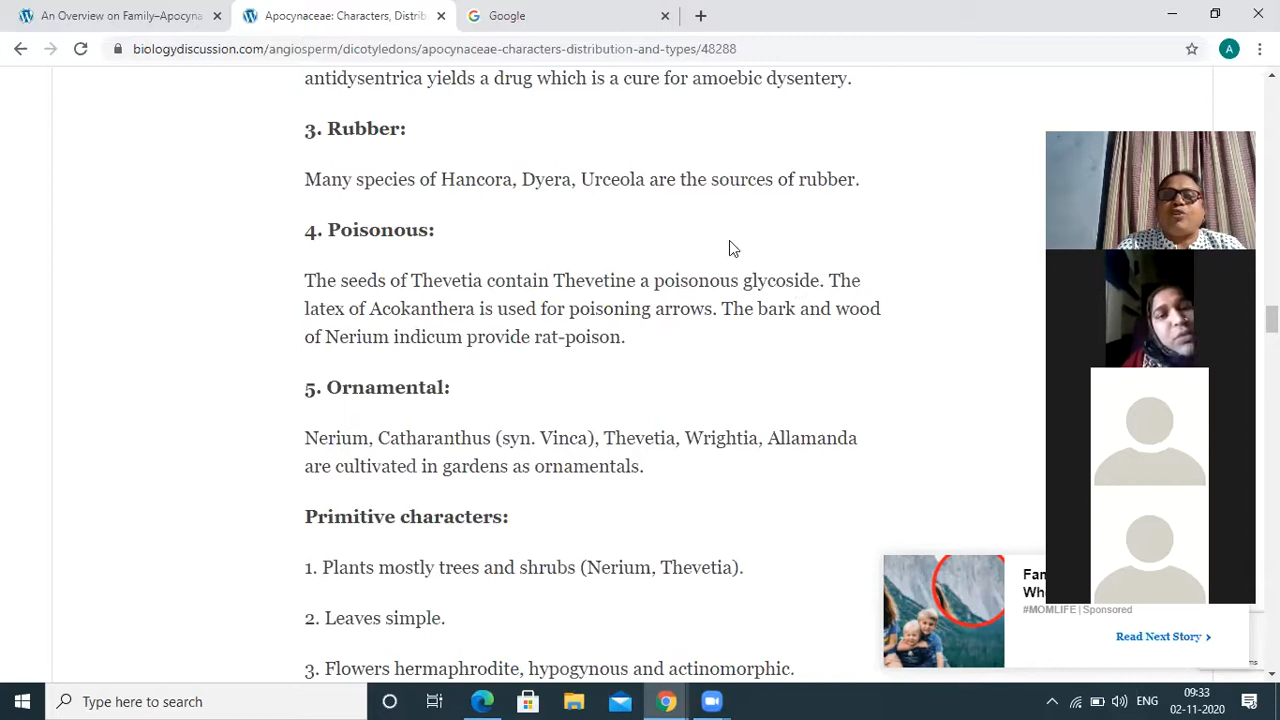 An Overview on Family–Apocyna
Apocynaceae: Characters, Distrib
Google
biologydiscussion.com/angiosperm/dicotyledons/apocynaceae-characters-distribution-and-types/48288
A
antidysentrica yields a drug which is a cure for amoebic dysentery.
3. Rubber:
Many species of Hancora, Dyera, Urceola are the sources of rubber.
4. Poisonous:
The seeds of Thevetia contain Thevetine a poisonous glycoside. The
latex of Acokanthera is used for poisoning arrows. The bark and wood
of Nerium indicum provide rat-poison.
5. Ornamental:
Nerium, Catharanthus (syn. Vinca), Thevetia, Wrightia, Allamanda
are cultivated in gardens as ornamentals.
Primitive characters:
1. Plants mostly trees and shrubs (Nerium, Thevetia).
2. Leaves simple.
3. Flowers hermaphrodite, hypogynous and actinomorphic.
Fam
Whe
#MOMLIFE | Sponsored
Read Next Story
Type here to search
ENG
09:33
02-11-2020